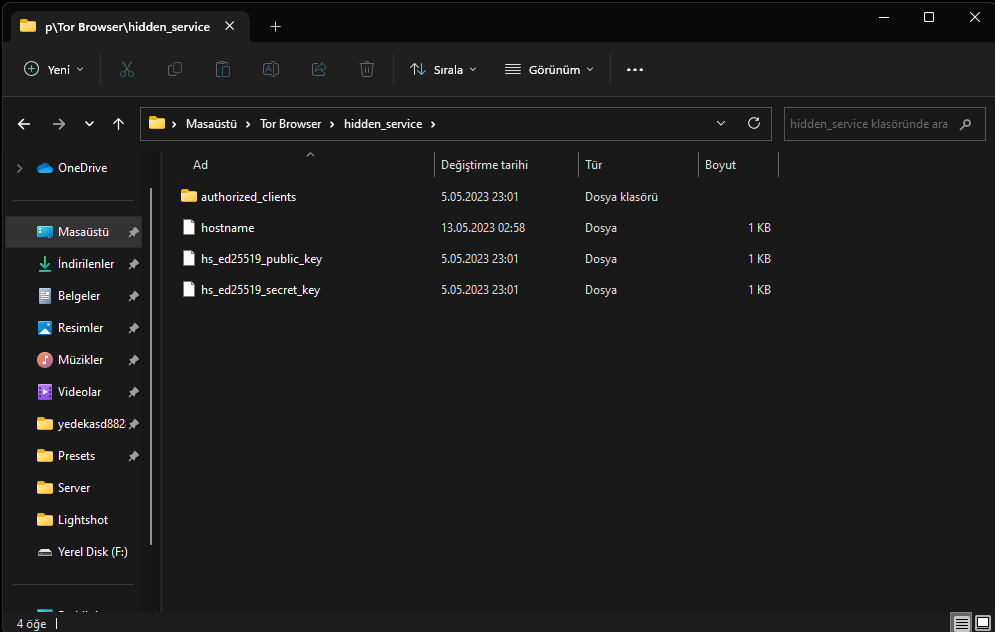 p\Tor Browser\hidden_service
Yeni
Sırala
Görünüm
Masaüstü
Tor Browser
hidden_service
hidden_service klasöründe ara
OneDrive
Masaüstü
İndirilenler
Belgeler
Resimler
Müzikler
Videolar
yedekasd882
Presets
Server
Lightshot
Yerel Disk (F:)
Ad Değiştirme tarihi Tür Boyut
authorized_clients 5.05.2023 23:01 Dosya klasörü
hostname 13.05.2023 02:58 Dosya 1 KB
hs_ed25519_public_key 5.05.2023 23:01 Dosya 1 KB
hs_ed25519_secret_key 5.05.2023 23:01 Dosya 1 KB
4 öğe